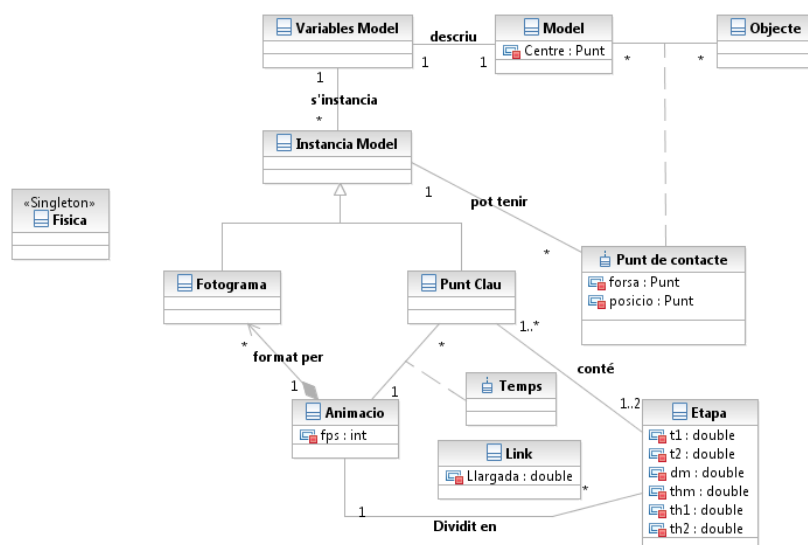 Variables Model
descriu
1
1
Model
Centre : Punt
*
*
Objecte
1
s'instancia
*
Instancia Model
1
pot tenir
*
«Singleton»
Fisica
Punt de contacte
forsa : Punt
posicio : Punt
Fotograma
Punt Clau
*
format per
1
*
1
1..*
conté
1..2
Temps
Animacio
fps : int
Etapa
t1 : double
t2 : double
dm : double
thm : double
th1 : double
th2 : double
Link
Llargada : double
*
1
Dividit en